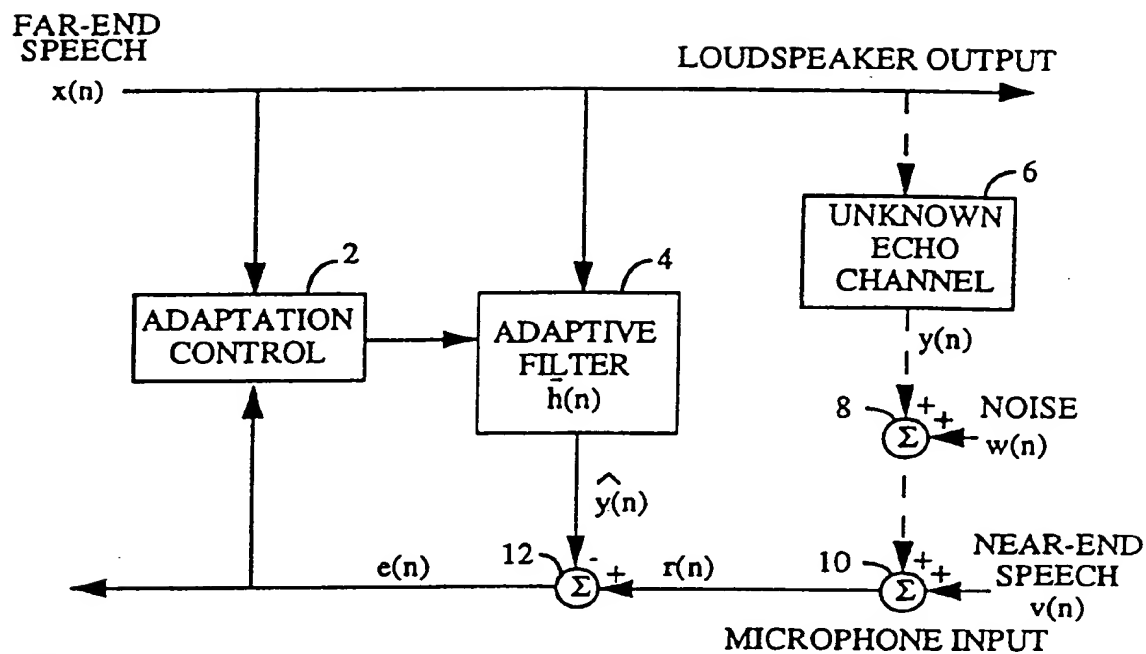 FAR-END
SPEECH
x(n)
LOUDSPEAKER OUTPUT
6
UNKNOWN
ECHO
CHANNEL
2
ADAPTATION
CONTROL
4
ADAPTIVE
FILTER
h̄(n)
y(n)
8
Σ
+
+
NOISE
w(n)
ŷ(n)
e(n)
12
Σ
-
+
r(n)
10
Σ
+
+
NEAR-END
SPEECH
v(n)
MICROPHONE INPUT